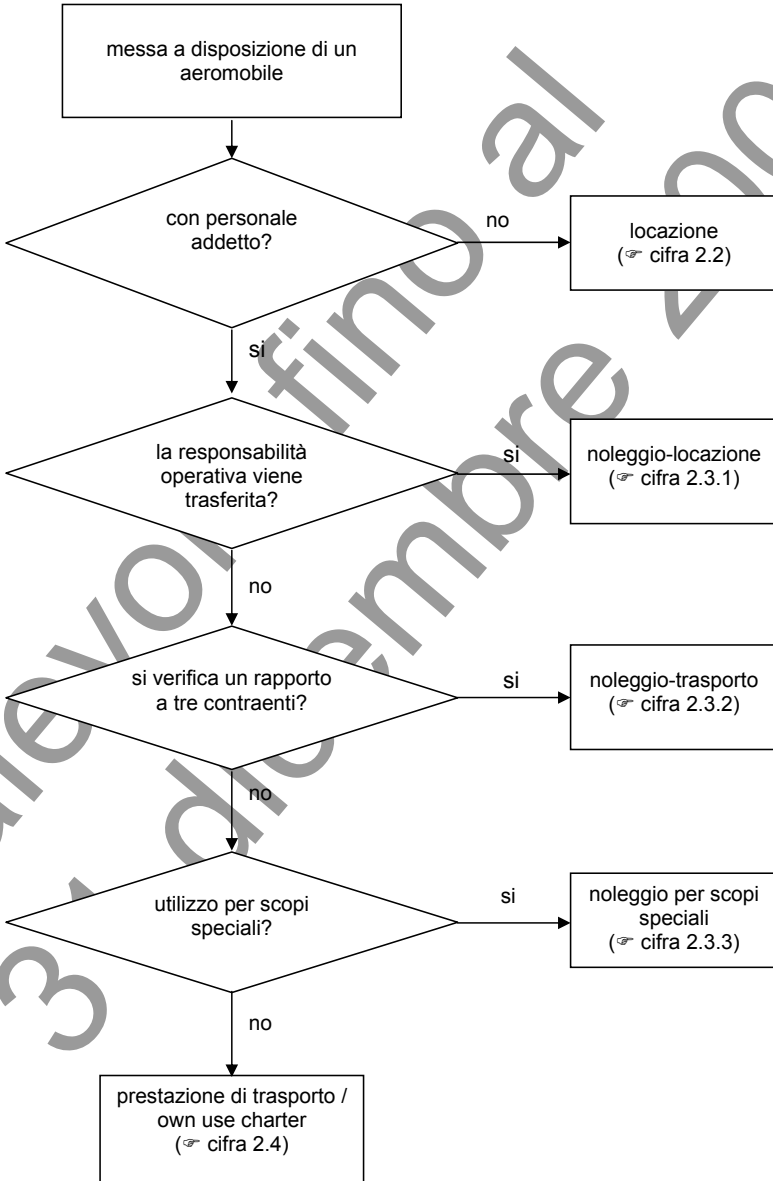 messa a disposizione di un
aeromobile
con personale
addetto?
no
locazione
(☞ cifra 2.2)
si
la responsabilità
operativa viene
trasferita?
si
noleggio-locazione
(☞ cifra 2.3.1)
no
si verifica un rapporto
a tre contraenti?
si
noleggio-trasporto
(☞ cifra 2.3.2)
no
utilizzo per scopi
speciali?
si
noleggio per scopi
speciali
(☞ cifra 2.3.3)
no
prestazione di trasporto /
own use charter
(☞ cifra 2.4)
fino al
dicembre